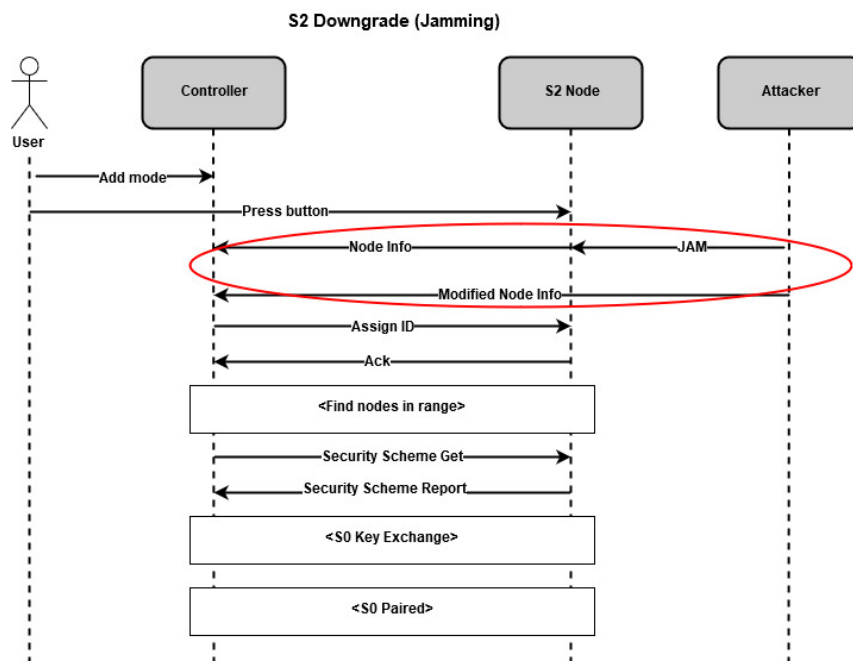 S2 Downgrade (Jamming)
Controller
S2 Node
Attacker
User
Add mode
Press button
Node Info
JAM
Modified Node Info
Assign ID
Ack
<Find nodes in range>
Security Scheme Get
Security Scheme Report
<S0 Key Exchange>
<S0 Paired>